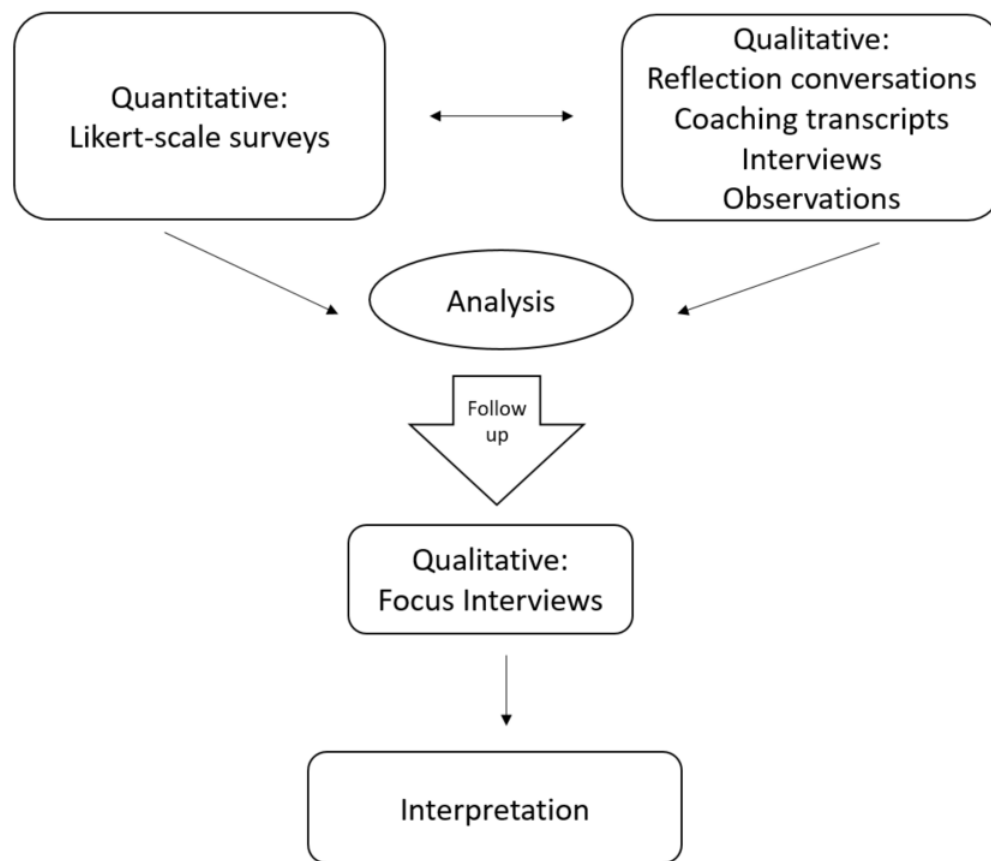 Quantitative:
Likert-scale surveys
Qualitative:
Reflection conversations
Coaching transcripts
Interviews
Observations
Analysis
Follow
up
Qualitative:
Focus Interviews
Interpretation